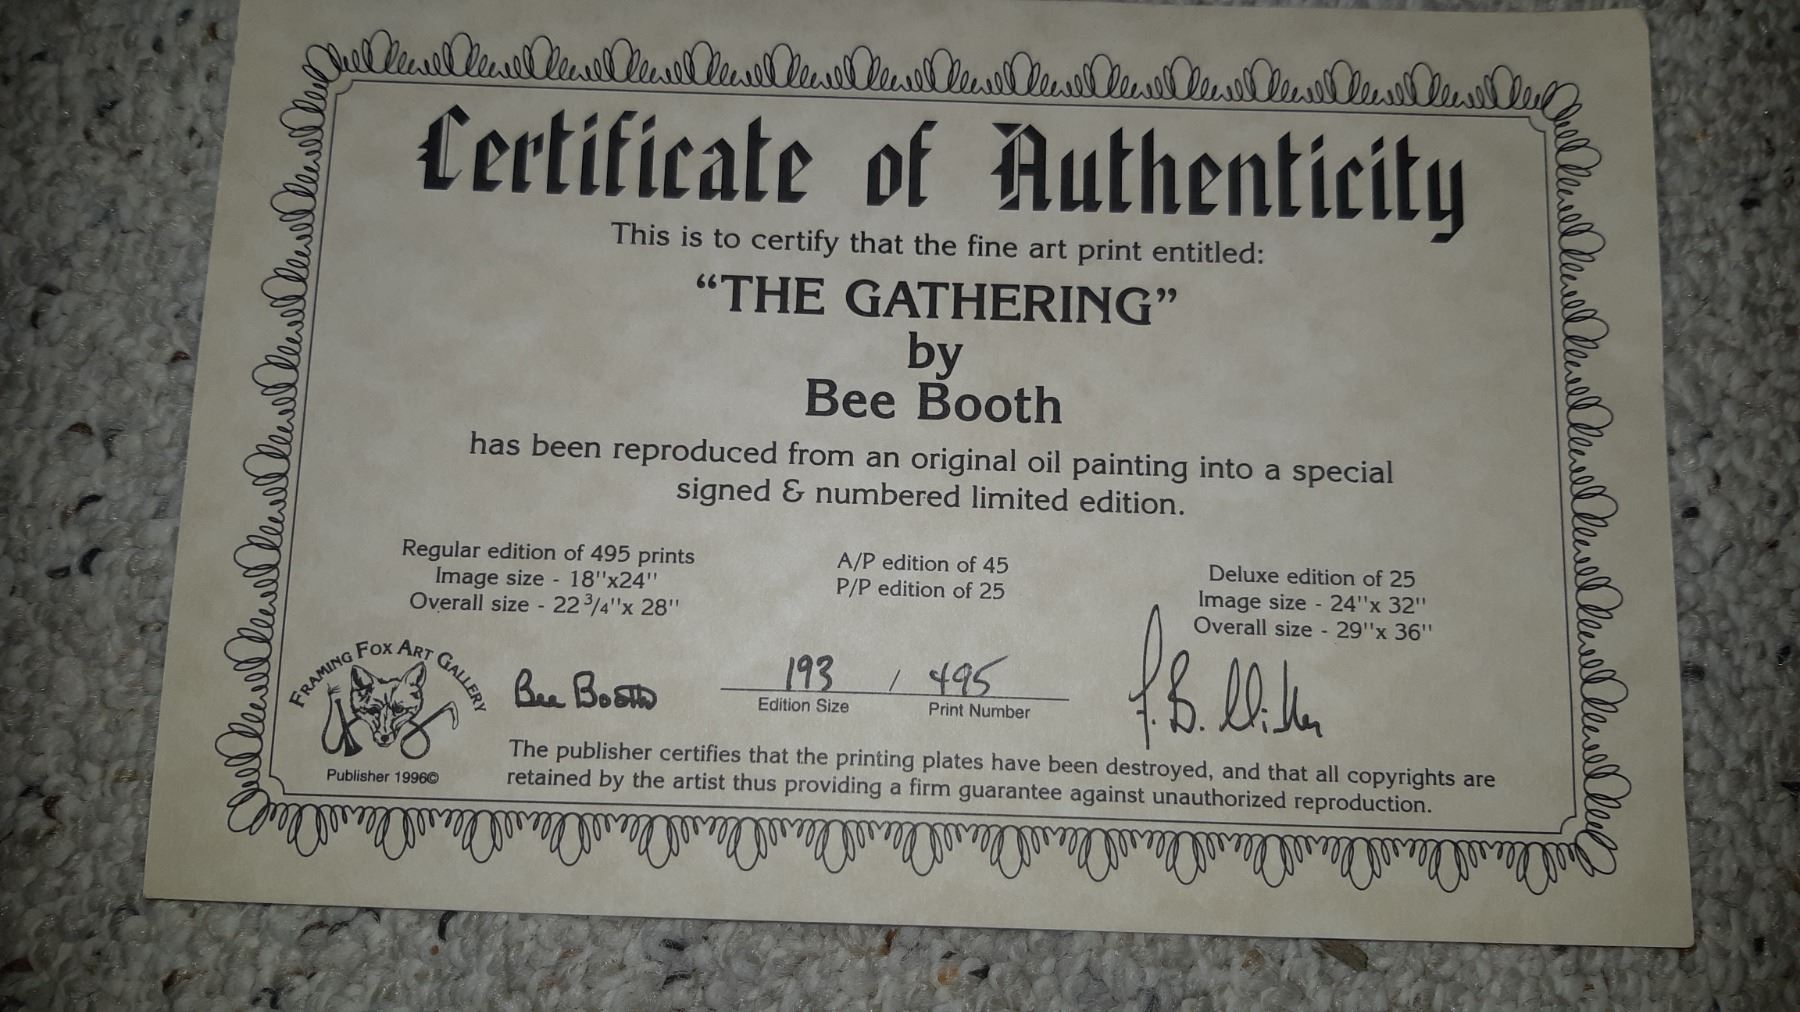 Certificate of Authenticity
This is to certify that the fine art print entitled:
“THE GATHERING”
by
Bee Booth
has been reproduced from an original oil painting into a special
signed & numbered limited edition.
Regular edition of 495 prints
Image size - 18"x24"
Overall size - 22 3/4"x 28"
A/P edition of 45
P/P edition of 25
Deluxe edition of 25
Image size - 24"x 32"
Overall size - 29"x 36"
FRAMING FOX ART GALLERY
Publisher 1996©
Bee Booth
193 / 495
Edition Size Print Number
The publisher certifies that the printing plates have been destroyed, and that all copyrights are
retained by the artist thus providing a firm guarantee against unauthorized reproduction.